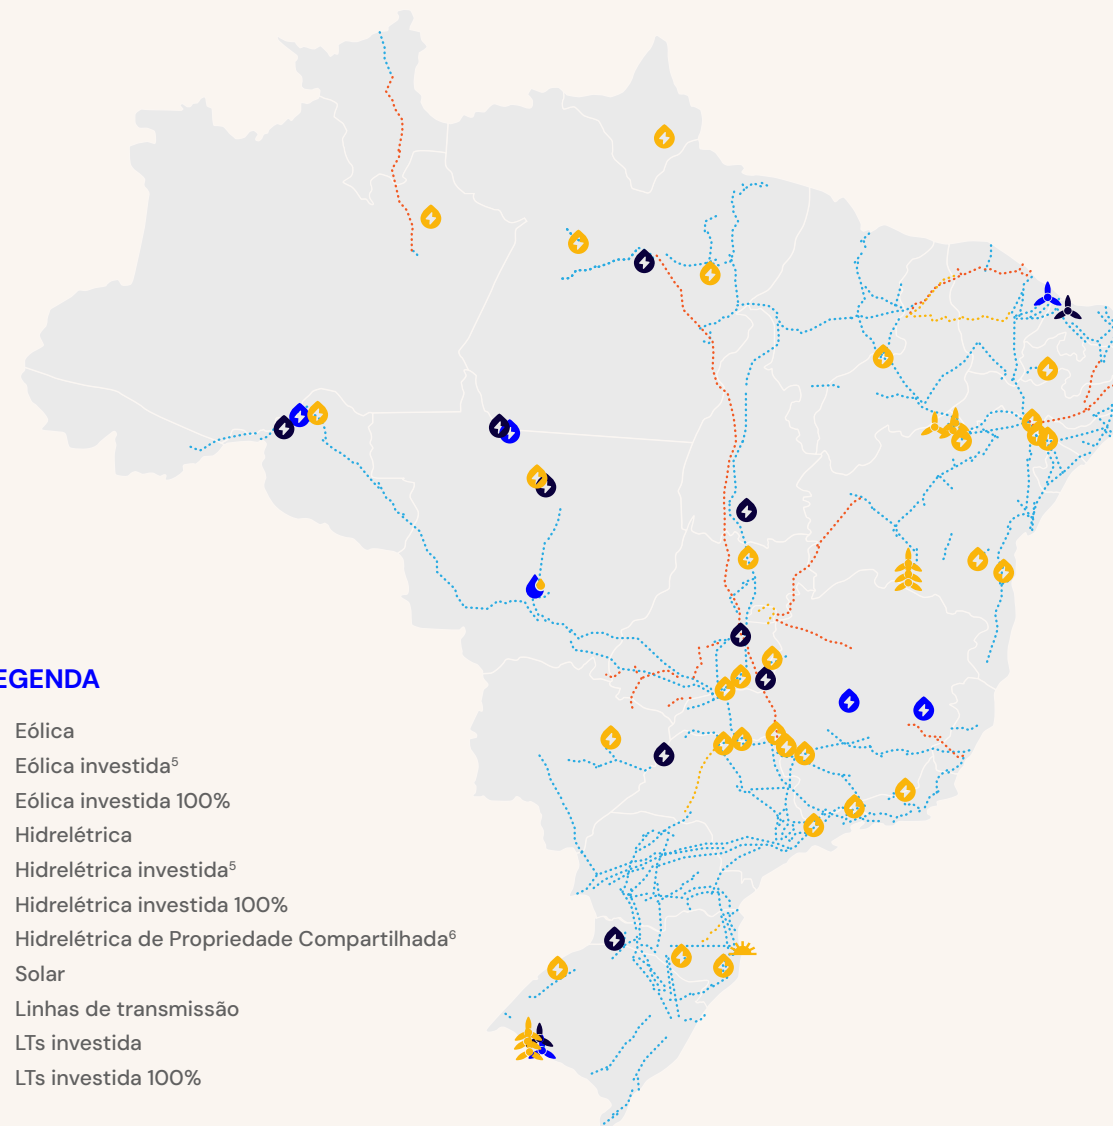 EGENDA
Eólica
Eólica investida⁵
Eólica investida 100%
Hidrelétrica
Hidrelétrica investida⁵
Hidrelétrica investida 100%
Hidrelétrica de Propriedade Compartilhada⁶
Solar
Linhas de transmissão
LTs investida
LTs investida 100%